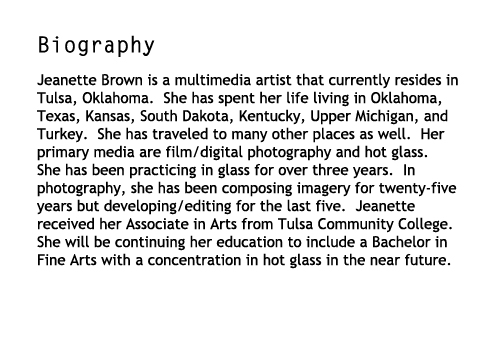 Biography
Jeanette Brown is a multimedia artist that currently resides in
Tulsa, Oklahoma.  She has spent her life living in Oklahoma,
Texas, Kansas, South Dakota, Kentucky, Upper Michigan, and
Turkey.  She has traveled to many other places as well.  Her
primary media are film/digital photography and hot glass.
She has been practicing in glass for over three years.  In
photography, she has been composing imagery for twenty-five
years but developing/editing for the last five.  Jeanette
received her Associate in Arts from Tulsa Community College.
She will be continuing her education to include a Bachelor in
Fine Arts with a concentration in hot glass in the near future.